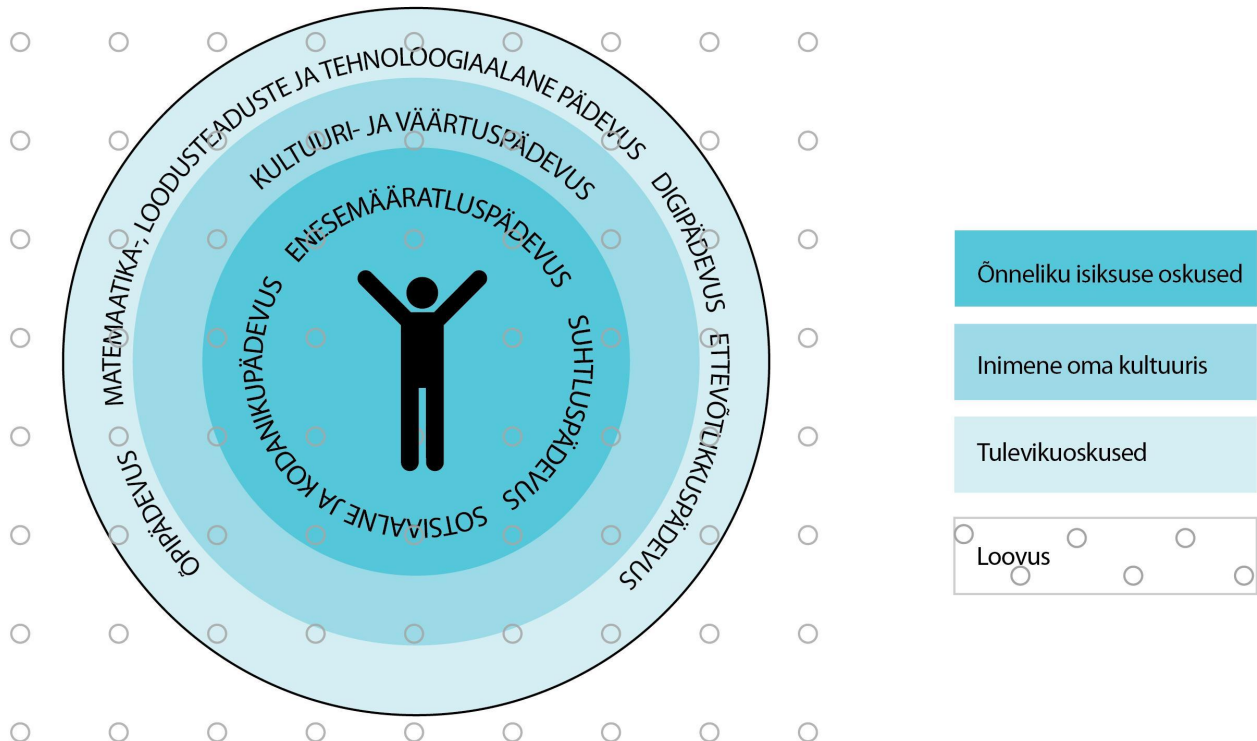 MATEMAATIKA-, LOODUSTEADUSTE JA TEHNOLOOGIAALANE PÄDEVUS
DIGIPÄDEVUS
ETTEVÕTLIKKUSPÄDEVUS
ÕPIPÄDEVUS
KULTUURI- JA VÄÄRTUSPÄDEVUS
ENESEMÄÄRATLUSPÄDEVUS
SUHTLUSPÄDEVUS
SOTSIAALNE JA KODANIKUPÄDEVUS
Õnneliku isiksuse oskused
Inimene oma kultuuris
Tulevikuoskused
Loovus